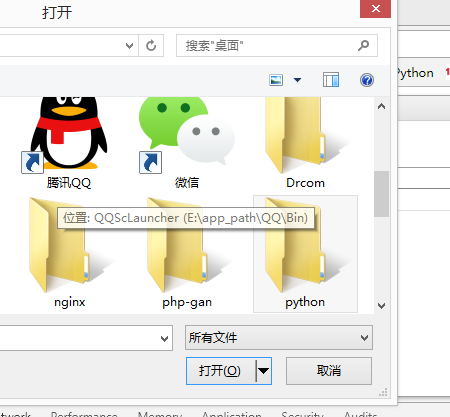 打开
搜索"桌面"
Python
腾讯QQ
微信
Drcom
位置: QQScLauncher (E:\app_path\QQ\Bin)
nginx
php-gan
python
所有文件
打开(O)
取消
Performance
Memory
Application
Security
Audits